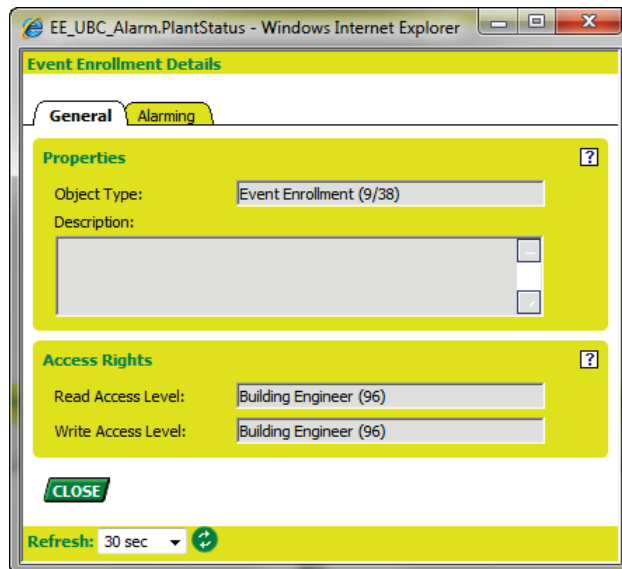 EE_UBC_Alarm.PlantStatus - Windows Internet Explorer
Event Enrollment Details
General Alarming
Properties ?
Object Type: Event Enrollment (9/38)
Description:
Access Rights ?
Read Access Level: Building Engineer (96)
Write Access Level: Building Engineer (96)
CLOSE
Refresh: 30 sec